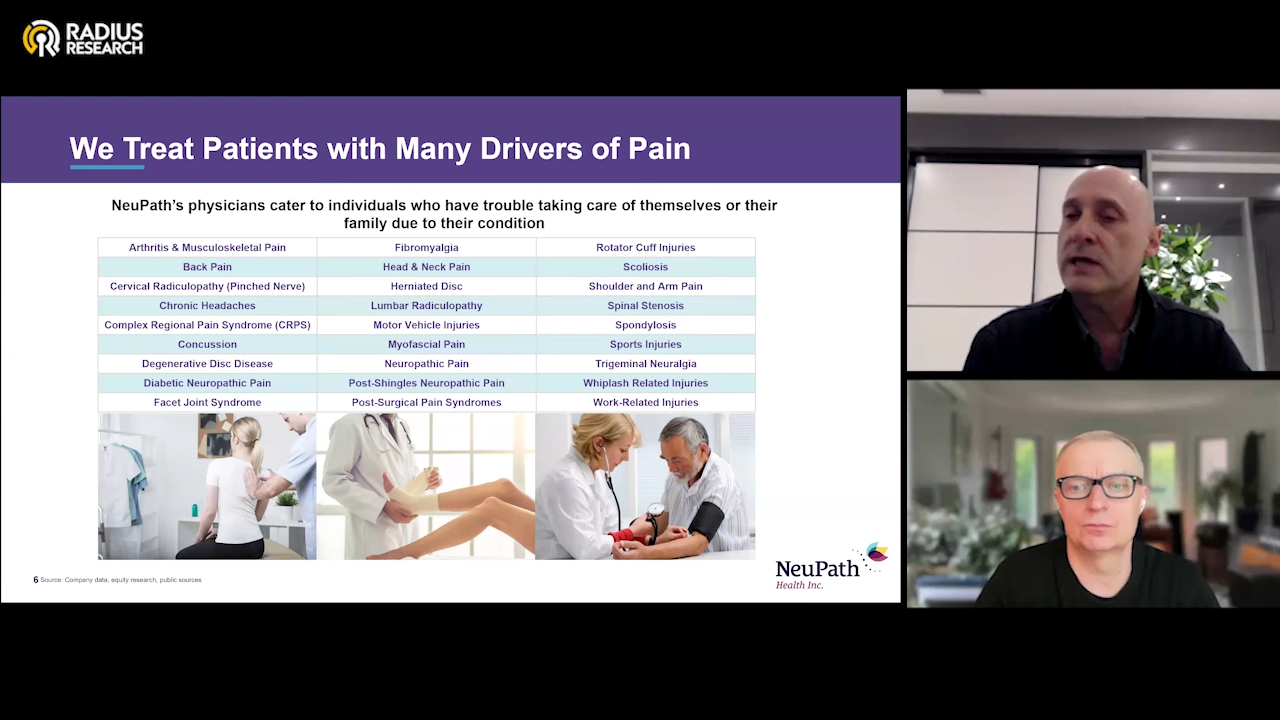 RADIUS
RESEARCH
We Treat Patients with Many Drivers of Pain
NeuPath's physicians cater to individuals who have trouble taking care of themselves or their
family due to their condition
Arthritis & Musculoskeletal Pain Fibromyalgia Rotator Cuff Injuries
Back Pain Head & Neck Pain Scoliosis
Cervical Radiculopathy (Pinched Nerve) Herniated Disc Shoulder and Arm Pain
Chronic Headaches Lumbar Radiculopathy Spinal Stenosis
Complex Regional Pain Syndrome (CRPS) Motor Vehicle Injuries Spondylosis
Concussion Myofascial Pain Sports Injuries
Degenerative Disc Disease Neuropathic Pain Trigeminal Neuralgia
Diabetic Neuropathic Pain Post-Shingles Neuropathic Pain Whiplash Related Injuries
Facet Joint Syndrome Post-Surgical Pain Syndromes Work-Related Injuries
6 Source: Company data, equity research, public sources
NeuPath
Health Inc.